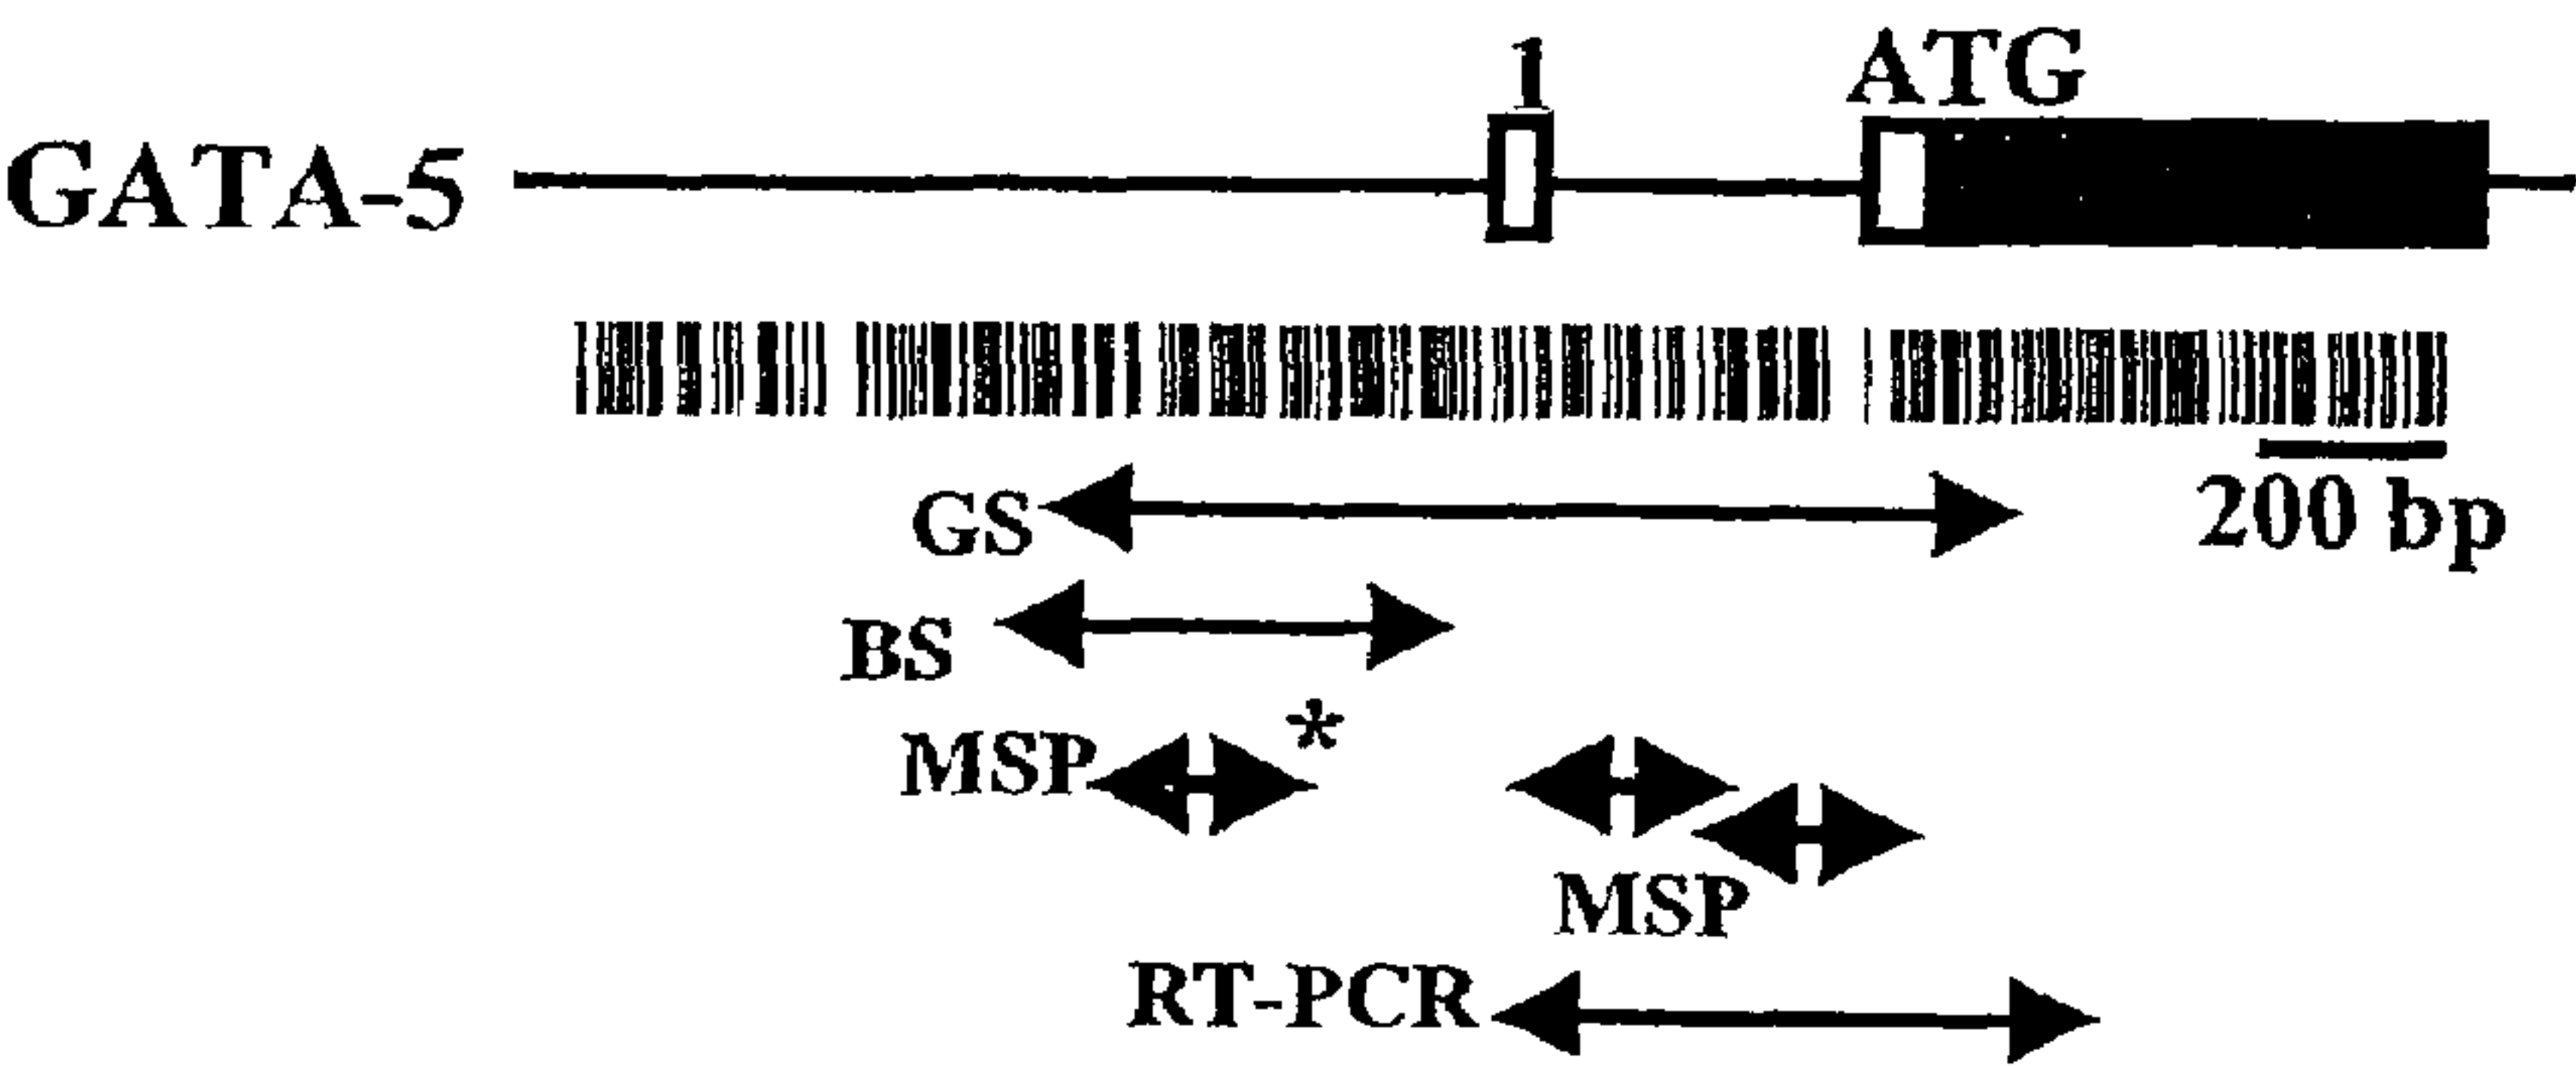 1
ATG
GATA-5
200 bp
GS
BS
*
MSP
MSP
RT-PCR